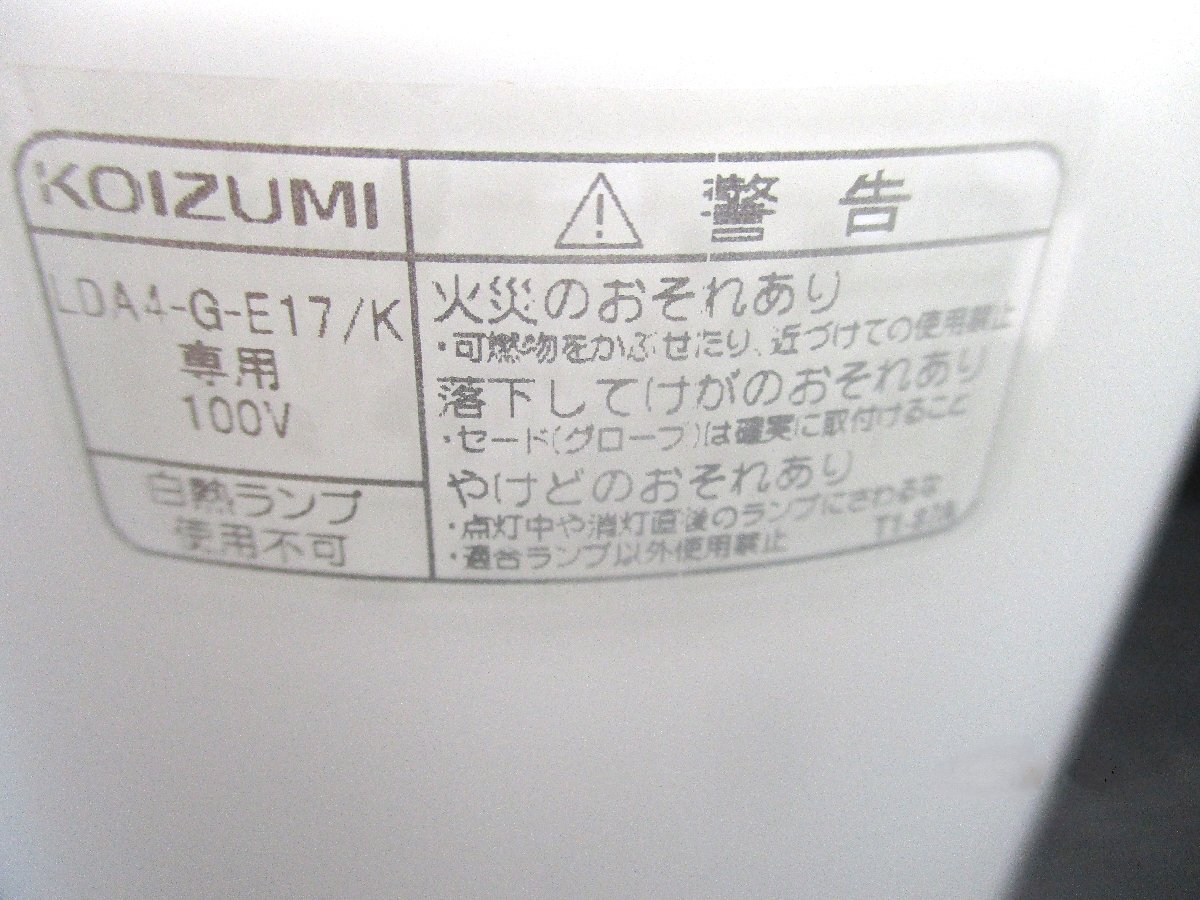 KOIZUMI
LDA4-G-E17/K
専用
100V
白熱ランプ
使用不可
警告
火災のおそれあり
・可燃物をかぶせたり、近づけての使用禁止
落下してけがのおそれあり
・セード(グローブ)は確実に取付けること
やけどのおそれあり
・点灯中や消灯直後のランプにさわるな
・適合ランプ以外使用禁止